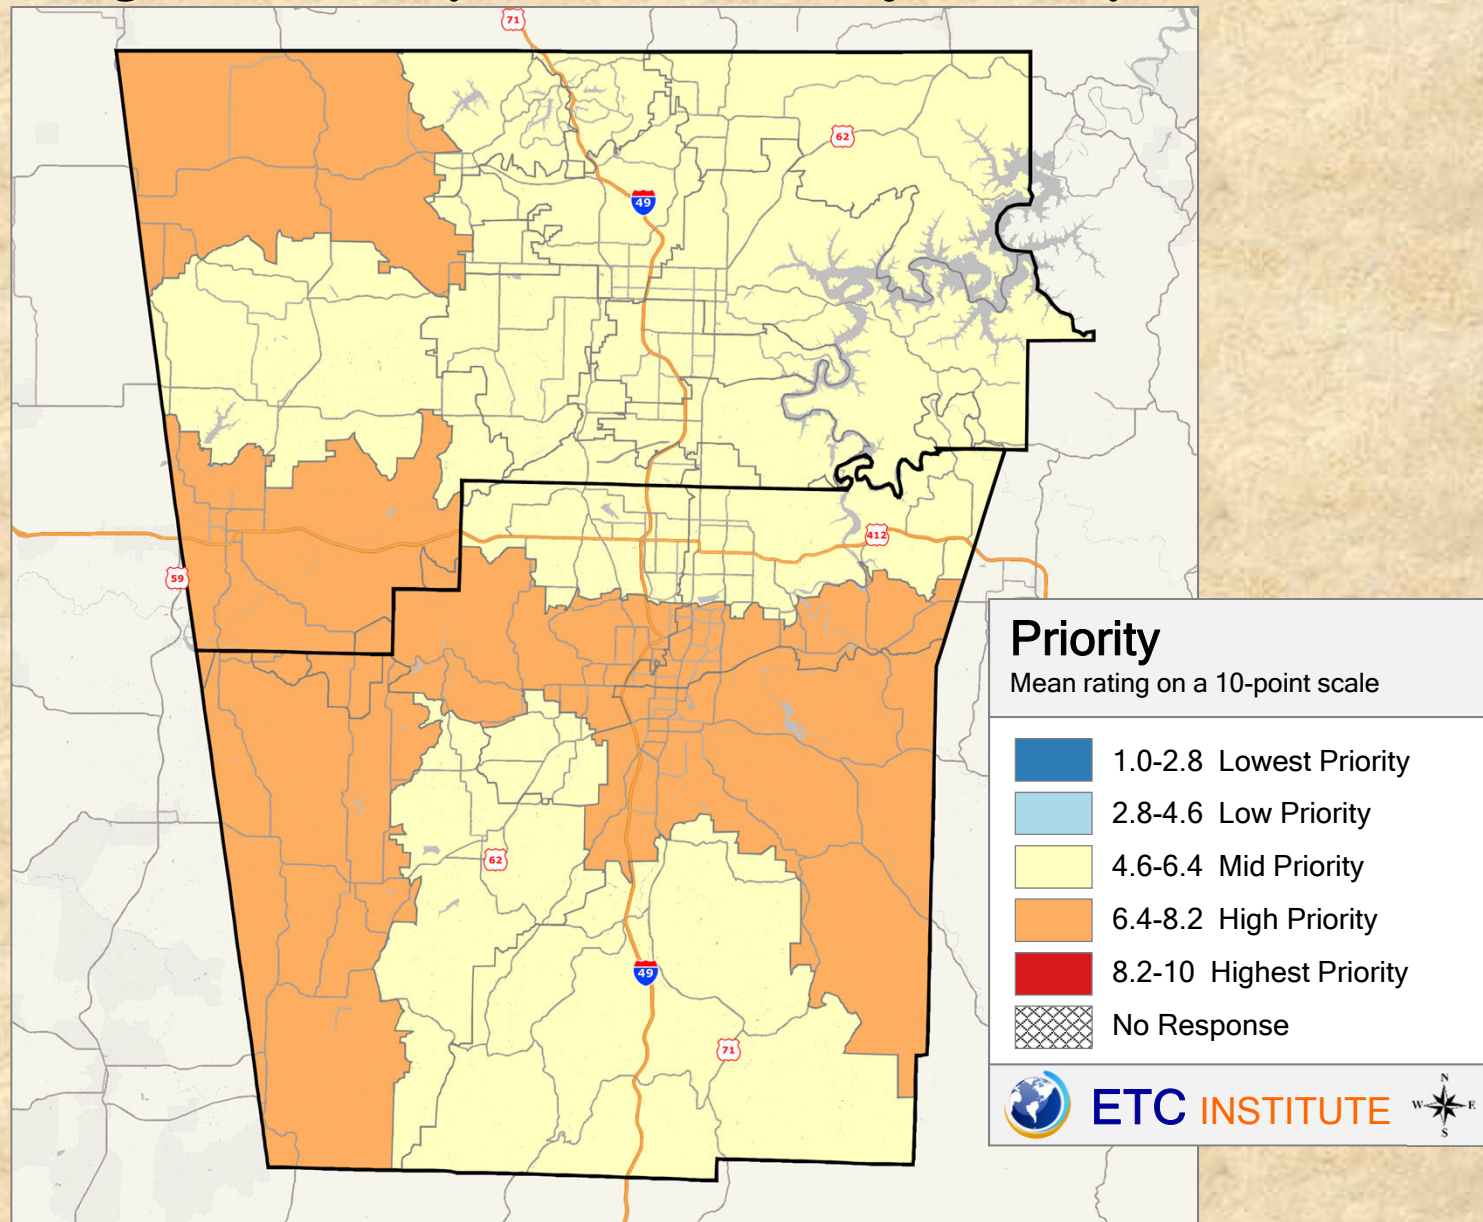 71
62
49
412
59
62
49
71
Priority
Mean rating on a 10-point scale
1.0-2.8 Lowest Priority
2.8-4.6 Low Priority
4.6-6.4 Mid Priority
6.4-8.2 High Priority
8.2-10 Highest Priority
No Response
ETC INSTITUTE
N
W E
S